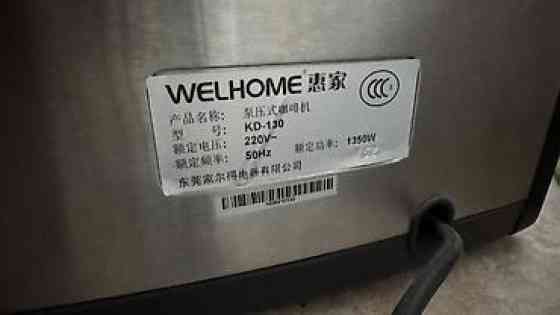 WELHOME 惠家
产品名称: 泵压式咖啡机
型 号: KD-130
额定电压: 220V~ 额定功率: 1350W
额定频率: 50Hz
东莞家尔得电器有限公司